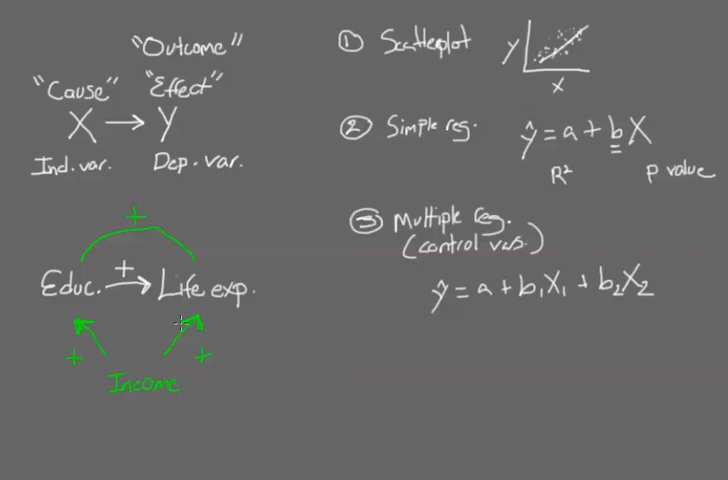 "Outcome"
"Cause" "Effect"
X → Y
Ind. var. Dep. var.
+
Educ. + → Life exp.
+ +
Income
① Scatterplot
Y
X
② Simple reg. ŷ = a + bX
R² p value
③ Multiple reg.
(control vars.)
ŷ = a + b₁X₁ + b₂X₂